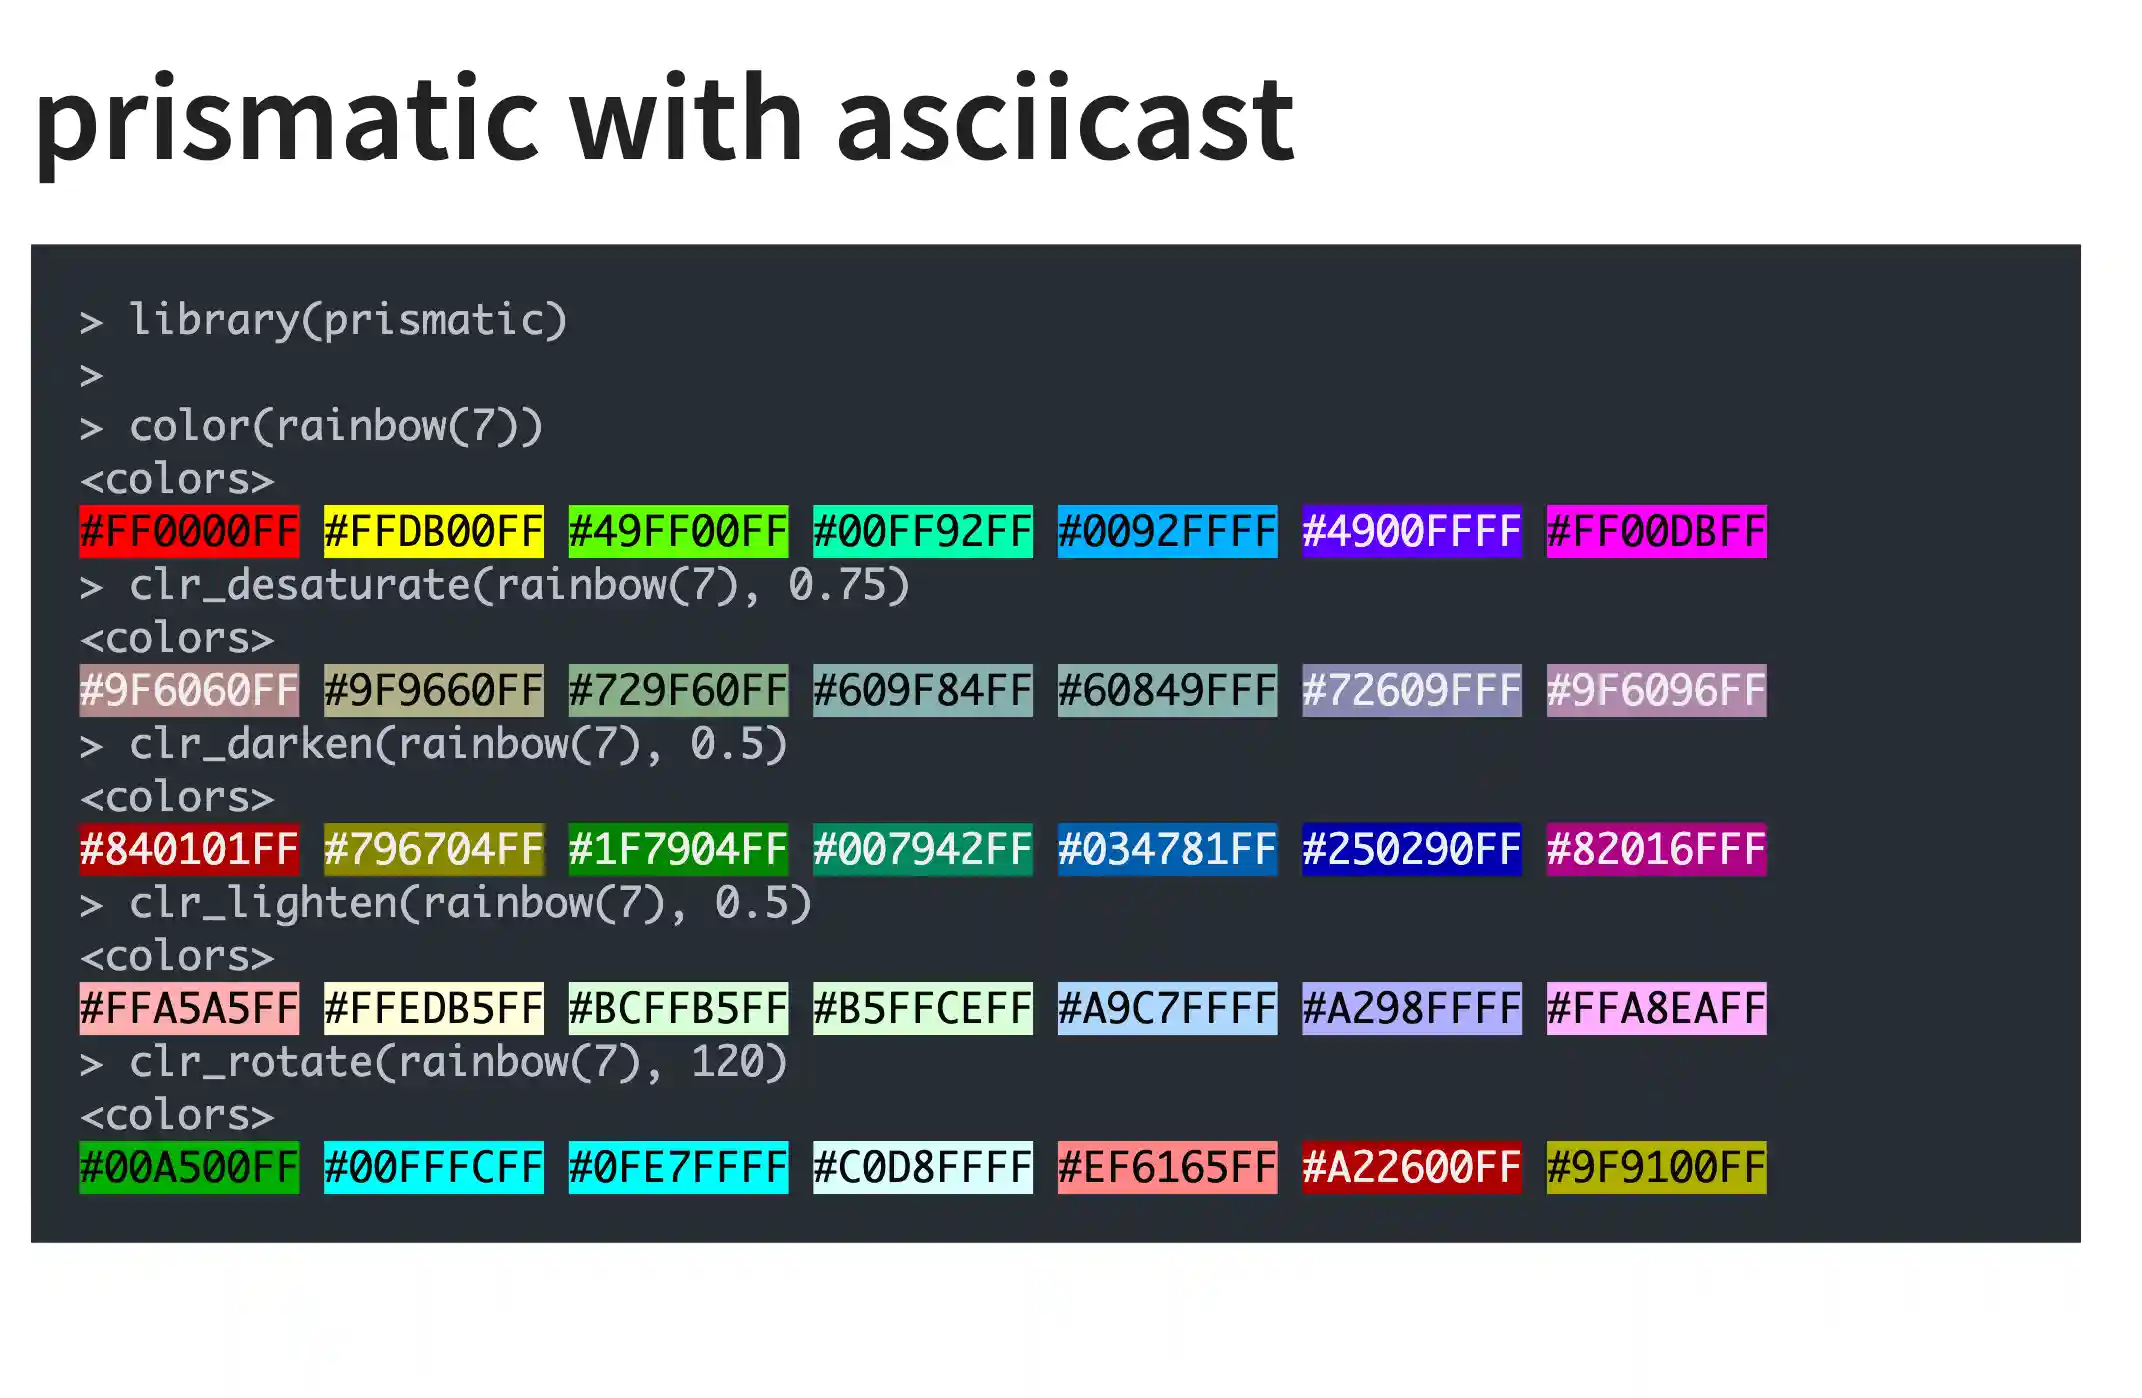 prismatic with asciicast
> library(prismatic)
>
> color(rainbow(7))
<colors>
#FF0000FF #FFDB00FF #49FF00FF #00FF92FF #0092FFFF #4900FFFF #FF00DBFF
> clr_desaturate(rainbow(7), 0.75)
<colors>
#9F6060FF #9F9660FF #729F60FF #609F84FF #60849FFF #72609FFF #9F6096FF
> clr_darken(rainbow(7), 0.5)
<colors>
#840101FF #796704FF #1F7904FF #007942FF #034781FF #250290FF #82016FFF
> clr_lighten(rainbow(7), 0.5)
<colors>
#FFA5A5FF #FFEDB5FF #BCFFB5FF #B5FFCEFF #A9C7FFFF #A298FFFF #FFA8EAFF
> clr_rotate(rainbow(7), 120)
<colors>
#00A500FF #00FFFCFF #0FE7FFFF #C0D8FFFF #EF6165FF #A22600FF #9F9100FF